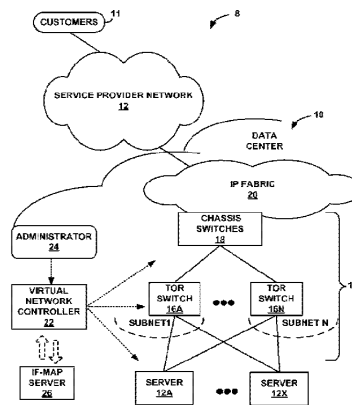 CUSTOMERS
11
8
SERVICE PROVIDER NETWORK
12
10
DATA
CENTER
IP FABRIC
20
CHASSIS
SWITCHES
18
ADMINISTRATOR
24
VIRTUAL
NETWORK
CONTROLLER
22
TOR
SWITCH
16A
TOR
SWITCH
16N
1
SUBNET1
SUBNET N
IF-MAP
SERVER
26
SERVER
12A
SERVER
12X